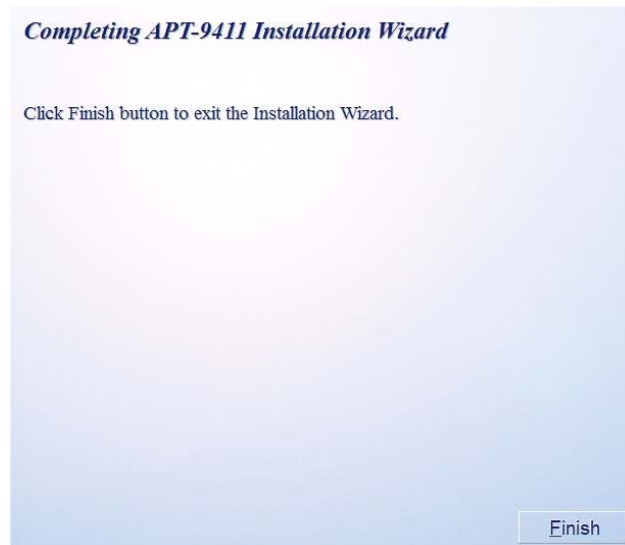 Completing APT-9411 Installation Wizard
Click Finish button to exit the Installation Wizard.
Finish